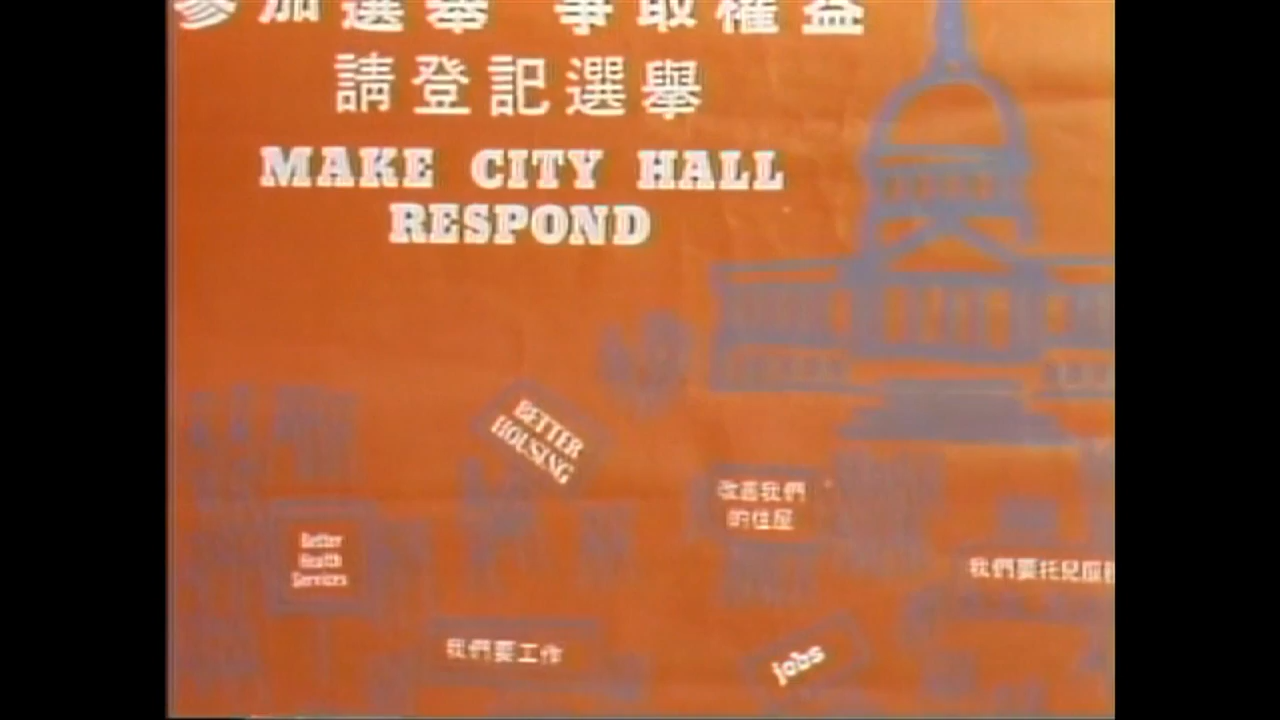 參加選舉 爭取權益
請登記選舉
MAKE CITY HALL
RESPOND
BETTER
HOUSING
改善我們
的住屋
Better
Health
Services
我們要托兒服務
我們要工作
jobs